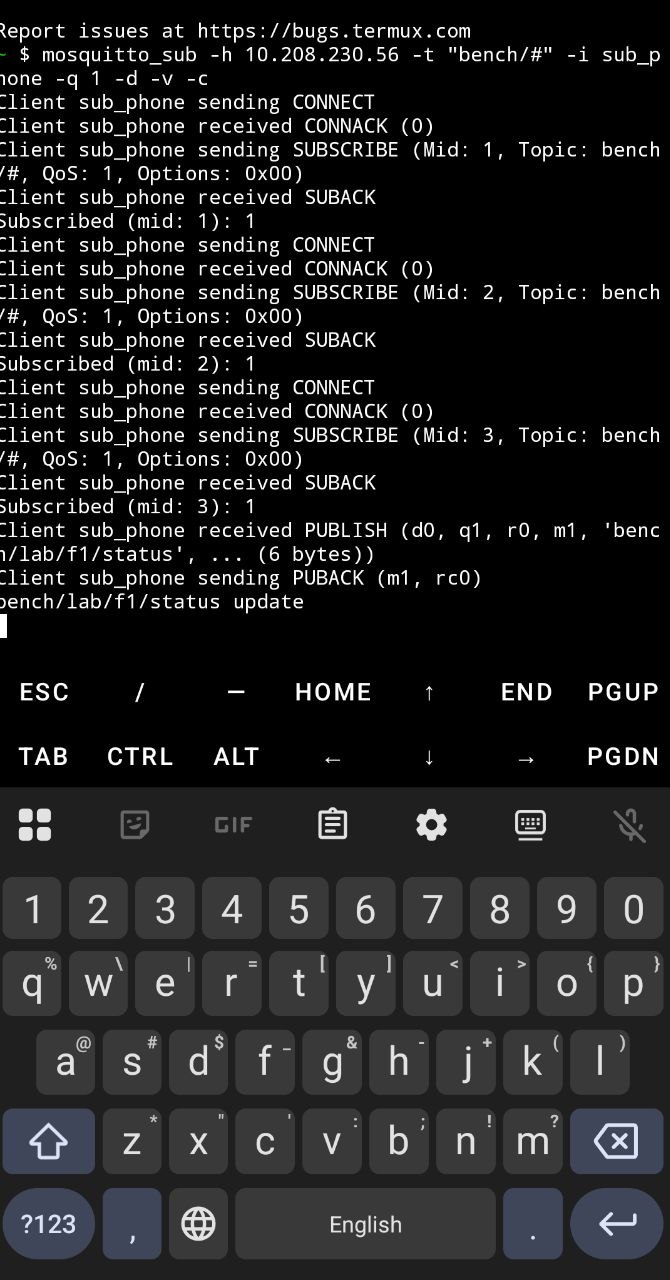 Report issues at https://bugs.termux.com
~ $ mosquitto_sub -h 10.208.230.56 -t "bench/#" -i sub_p
hone -q 1 -d -v -c
Client sub_phone sending CONNECT
Client sub_phone received CONNACK (0)
Client sub_phone sending SUBSCRIBE (Mid: 1, Topic: bench
/#, QoS: 1, Options: 0x00)
Client sub_phone received SUBACK
Subscribed (mid: 1): 1
Client sub_phone sending CONNECT
Client sub_phone received CONNACK (0)
Client sub_phone sending SUBSCRIBE (Mid: 2, Topic: bench
/#, QoS: 1, Options: 0x00)
Client sub_phone received SUBACK
Subscribed (mid: 2): 1
Client sub_phone sending CONNECT
Client sub_phone received CONNACK (0)
Client sub_phone sending SUBSCRIBE (Mid: 3, Topic: bench
/#, QoS: 1, Options: 0x00)
Client sub_phone received SUBACK
Subscribed (mid: 3): 1
Client sub_phone received PUBLISH (d0, q1, r0, m1, 'benc
h/lab/f1/status', ... (6 bytes))
Client sub_phone sending PUBACK (m1, rc0)
bench/lab/f1/status update
ESC / — HOME ↑ END PGUP
TAB CTRL ALT ← ↓ → PGDN
GIF
1 2 3 4 5 6 7 8 9 0
% \ | = [ ] < > { }
q w e r t y u i o p
@ # $ _ & - + ( )
a s d f g h j k l
* " ' : ; ! ?
z x c v b n m
?123 , English .